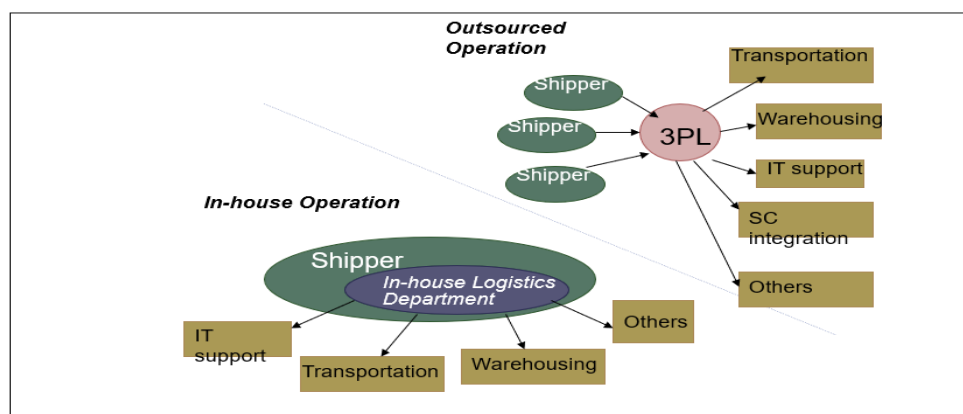 Outsourced
Operation
Shipper
Shipper
Shipper
3PL
Transportation
Warehousing
IT support
SC
integration
Others
In-house Operation
Shipper
In-house Logistics
Department
IT
support
Transportation
Warehousing
Others